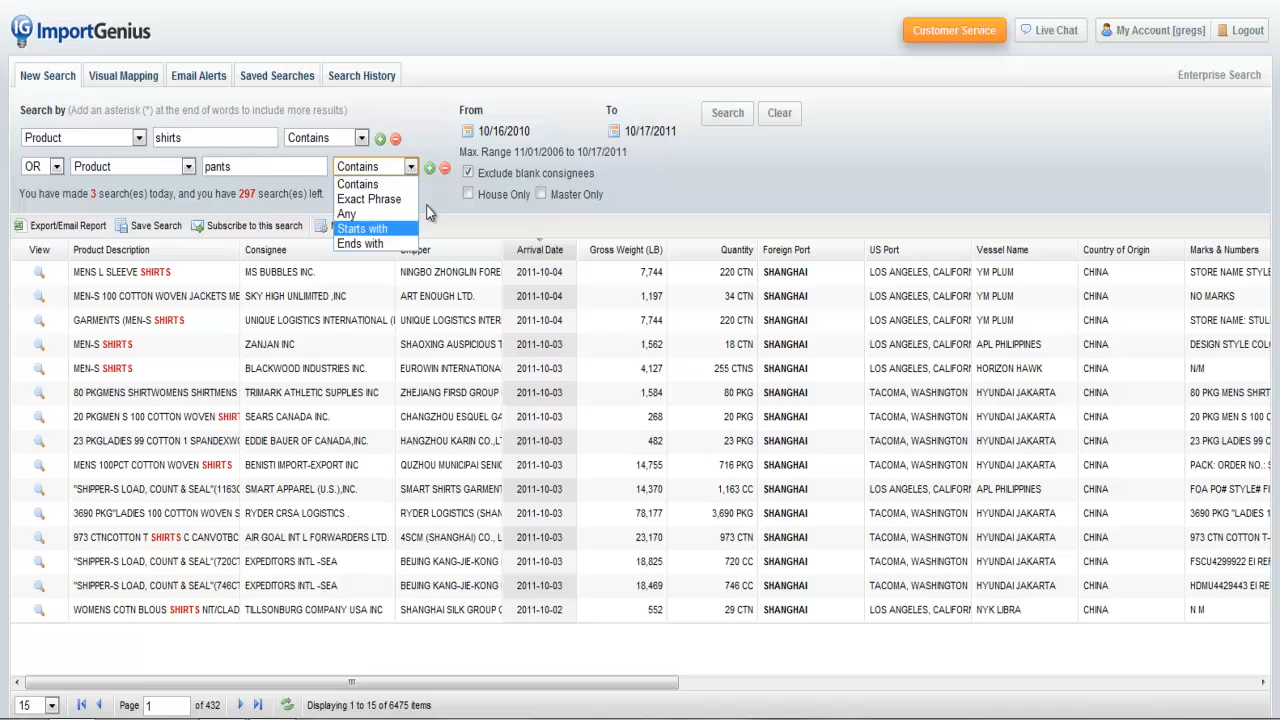 IG ImportGenius
Customer Service Live Chat My Account [gregs] Logout
New Search Visual Mapping Email Alerts Saved Searches Search History Enterprise Search
Search by (Add an asterisk (*) at the end of words to include more results) From To
Search Clear
Product shirts Contains 10/16/2010 10/17/2011
Max. Range 11/01/2006 to 10/17/2011
OR Product pants Contains Exclude blank consignees
Contains
You have made 3 search(es) today, and you have 297 search(es) left. Exact Phrase House Only Master Only
Any
Export/Email Report Save Search Subscribe to this search Starts with
Ends with
View Product Description Consignee Arrival Date Gross Weight (LB) Quantity Foreign Port US Port Vessel Name Country of Origin Marks & Numbers
MENS L SLEEVE SHIRTS MS BUBBLES INC. NINGBO ZHONGLIN FORE 2011-10-04 7,744 220 CTN SHANGHAI LOS ANGELES, CALIFOR YM PLUM CHINA STORE NAME STYLE
MEN-S 100 COTTON WOVEN JACKETS ME SKY HIGH UNLIMITED ,INC ART ENOUGH LTD. 2011-10-04 1,197 34 CTN SHANGHAI LOS ANGELES, CALIFOR YM PLUM CHINA NO MARKS
GARMENTS (MEN-S SHIRTS UNIQUE LOGISTICS INTERNATIONAL ( UNIQUE LOGISTICS INTER 2011-10-04 7,744 220 CTN SHANGHAI LOS ANGELES, CALIFOR YM PLUM CHINA STORE NAME: STUL
MEN-S SHIRTS ZANJAN INC SHAOXING AUSPICIOUS T 2011-10-03 1,562 18 CTN SHANGHAI LOS ANGELES, CALIFOR APL PHILIPPINES CHINA DESIGN STYLE COL
MEN-S SHIRTS BLACKWOOD INDUSTRIES INC. EUROWIN INTERNATIONA 2011-10-03 4,127 255 CTNS SHANGHAI LOS ANGELES, CALIFOR HORIZON HAWK CHINA N/M
80 PKGMENS SHIRTWOMENS SHIRTMENS TRIMARK ATHLETIC SUPPLIES INC ZHEJIANG FIRSD GROUP 2011-10-03 1,584 80 PKG SHANGHAI TACOMA, WASHINGTON HYUNDAI JAKARTA CHINA 80 PKG MENS SHIRT
20 PKGMEN S 100 COTTON WOVEN SHIRT SEARS CANADA INC. CHANGZHOU ESQUEL GA 2011-10-03 268 20 PKG SHANGHAI TACOMA, WASHINGTON HYUNDAI JAKARTA CHINA 20 PKG MEN S 100 C
23 PKGLADIES 99 COTTON 1 SPANDEXWO EDDIE BAUER OF CANADA,INC. HANGZHOU KARIN CO.,L 2011-10-03 482 23 PKG SHANGHAI TACOMA, WASHINGTON HYUNDAI JAKARTA CHINA 23 PKG LADIES 99 C
MENS 100PCT COTTON WOVEN SHIRTS BENISTI IMPORT-EXPORT INC QUZHOU MUNICIPAI SENIC 2011-10-03 14,755 716 PKG SHANGHAI TACOMA, WASHINGTON HYUNDAI JAKARTA CHINA PACK: ORDER NO.: S
"SHIPPER-S LOAD, COUNT & SEAL"(1163C SMART APPAREL (U.S.),INC. SMART SHIRTS GARMENT 2011-10-03 14,370 1,163 CC SHANGHAI LOS ANGELES, CALIFOR APL PHILIPPINES CHINA FOA PO# STYLE# FI
3690 PKG"LADIES 100 COTTON WOVEN S RYDER CRSA LOGISTICS . RYDER LOGISTICS (SHAN 2011-10-03 78,177 3,690 PKG SHANGHAI TACOMA, WASHINGTON HYUNDAI JAKARTA CHINA 3690 PKG "LADIES 1
973 CTNCOTTON T SHIRTS C CANVOTBC AIR GOAL INT L FORWARDERS LTD. 4SCM (SHANGHAI) CO., L 2011-10-03 23,170 973 CTN SHANGHAI TACOMA, WASHINGTON HYUNDAI JAKARTA CHINA 973 CTN COTTON T-
"SHIPPER-S LOAD, COUNT & SEAL"(720CT EXPEDITORS INTL -SEA BEIJING KANG-JIE-KONG 2011-10-03 18,825 720 CC SHANGHAI TACOMA, WASHINGTON HYUNDAI JAKARTA CHINA FSCU4299922 EI REF
"SHIPPER-S LOAD, COUNT & SEAL"(746CT EXPEDITORS INTL -SEA BEIJING KANG-JIE-KONG 2011-10-03 18,469 746 CC SHANGHAI TACOMA, WASHINGTON HYUNDAI JAKARTA CHINA HDMU4429443 EI RE
WOMENS COTN BLOUS SHIRTS NIT/CLAD TILLSONBURG COMPANY USA INC SHANGHAI SILK GROUP C 2011-10-02 552 29 CTN SHANGHAI LOS ANGELES, CALIFOR NYK LIBRA CHINA N M
15 Page 1 of 432 Displaying 1 to 15 of 6475 items